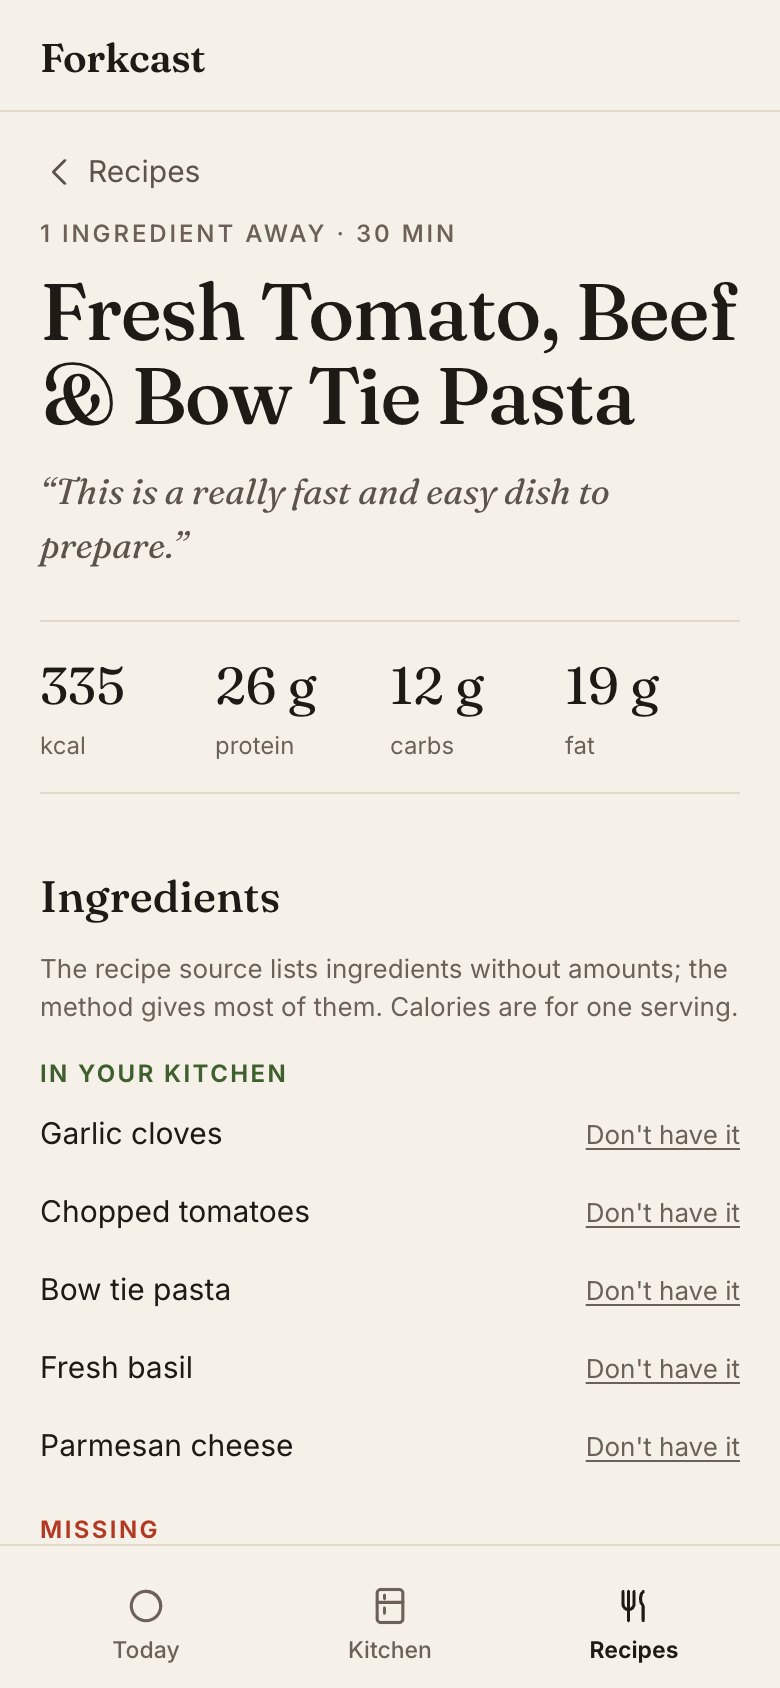 Forkcast
Recipes
1 INGREDIENT AWAY · 30 MIN
Fresh Tomato, Beef
& Bow Tie Pasta
“This is a really fast and easy dish to
prepare.”
335
kcal
26 g
protein
12 g
carbs
19 g
fat
Ingredients
The recipe source lists ingredients without amounts; the
method gives most of them. Calories are for one serving.
IN YOUR KITCHEN
Garlic cloves Don't have it
Chopped tomatoes Don't have it
Bow tie pasta Don't have it
Fresh basil Don't have it
Parmesan cheese Don't have it
MISSING
Today Kitchen Recipes